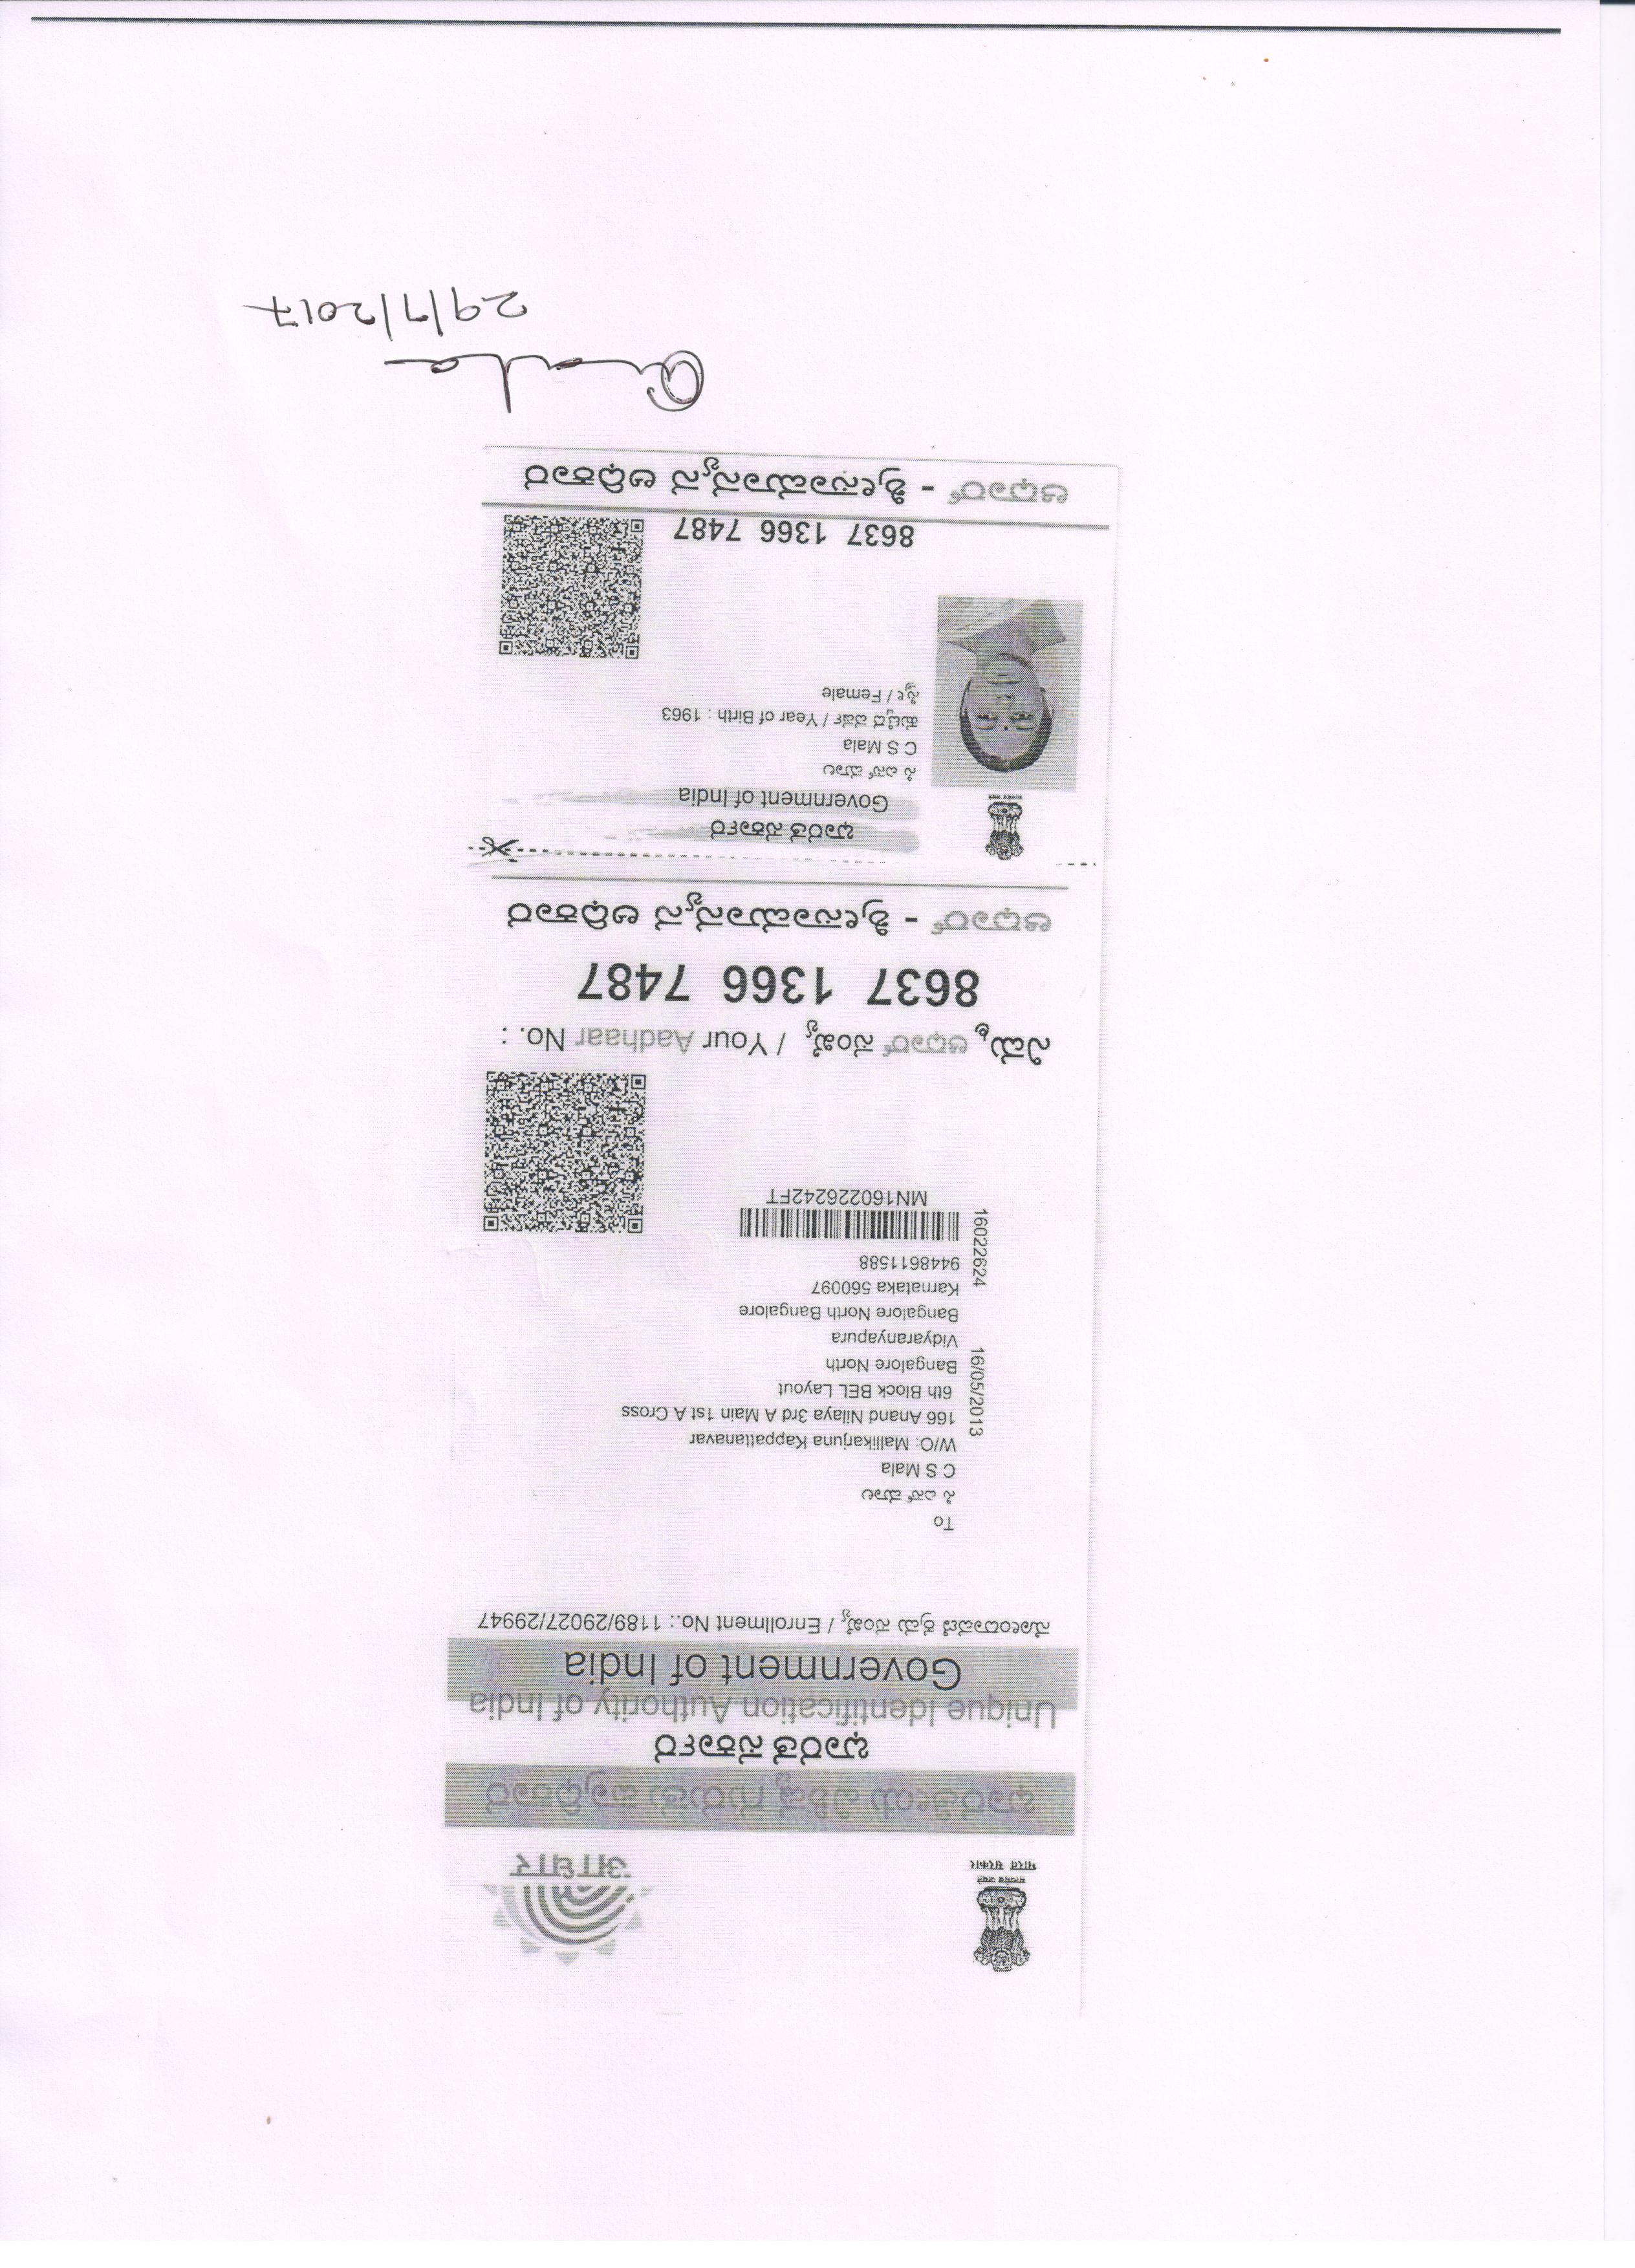 सत्यमेव जयते
भारत सरकार
आधार
ಭಾರತೀಯ ವಿಶಿಷ್ಟ ಗುರುತು ಪ್ರಾಧಿಕಾರ
ಭಾರತ ಸರ್ಕಾರ
Unique Identification Authority of India
Government of India
ನೋಂದಾವಣಿ ಕ್ರಮ ಸಂಖ್ಯೆ / Enrollment No.: 1189/29027/29947
To
ಸಿ ಎಸ್ ಮಾಲ
C S Mala
W/O: Mallikarjuna Kappattanavar
166 Anand Nilaya 3rd A Main 1st A Cross
6th Block BEL Layout
Bangalore North
Vidyaranyapura
Bangalore North Bangalore
Karnataka 560097
9448611588
16/05/2013
16022624
MN160226242FT
ನಿಮ್ಮ ಆಧಾರ್ ಸಂಖ್ಯೆ / Your Aadhaar No. :
8637 1366 7487
ಆಧಾರ್ - ಶ್ರೀಸಾಮಾನ್ಯನ ಅಧಿಕಾರ
सत्यमेव जयते
ಭಾರತ ಸರ್ಕಾರ
Government of India
ಸಿ ಎಸ್ ಮಾಲ
C S Mala
ಹುಟ್ಟಿದ ವರ್ಷ / Year of Birth : 1963
ಸ್ತ್ರೀ / Female
8637 1366 7487
ಆಧಾರ್ - ಶ್ರೀಸಾಮಾನ್ಯನ ಅಧಿಕಾರ
29/7/2017